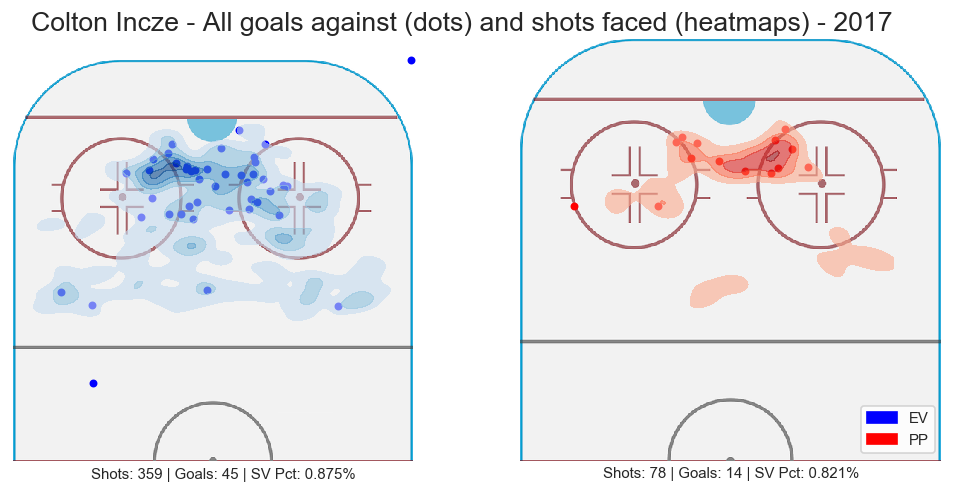 Colton Incze - All goals against (dots) and shots faced (heatmaps) - 2017
EV
PP
Shots: 359 | Goals: 45 | SV Pct: 0.875%
Shots: 78 | Goals: 14 | SV Pct: 0.821%